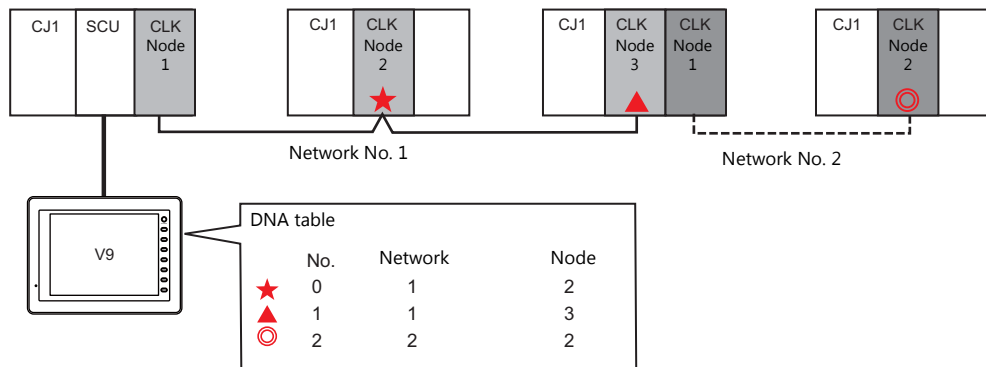 CJ1 SCU CLK
Node
1
CJ1 CLK
Node
2
CJ1 CLK CLK
Node Node
3 1
CJ1 CLK
Node
2
Network No. 1
Network No. 2
V9
DNA table
No. Network Node
0 1 2
1 1 3
2 2 2